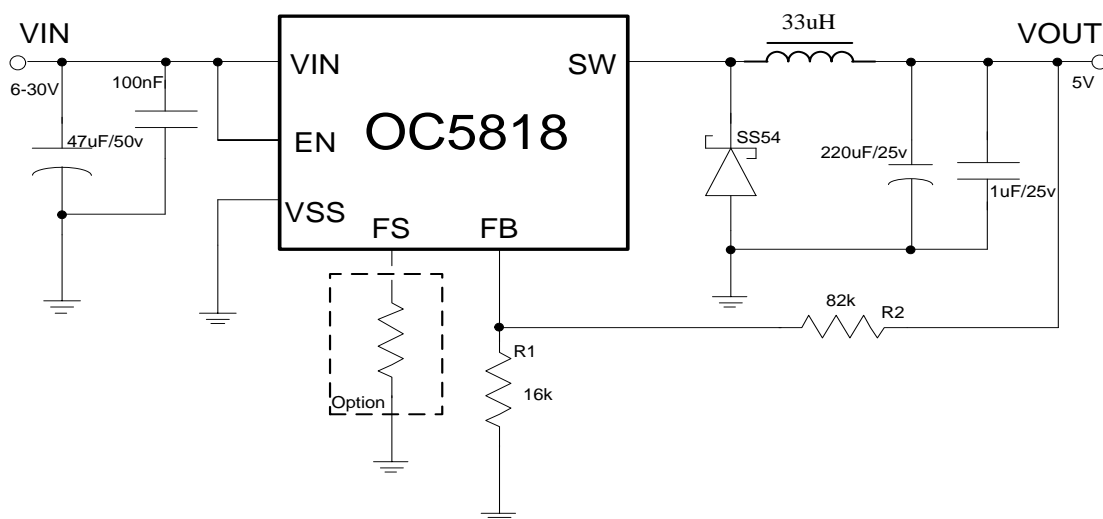 33uH
VIN
VOUT
6-30V
100nF
VIN
SW
5V
OC5818
47uF/50v
EN
SS54
220uF/25v
1uF/25v
VSS
FS
FB
82k
R2
R1
16k
Option